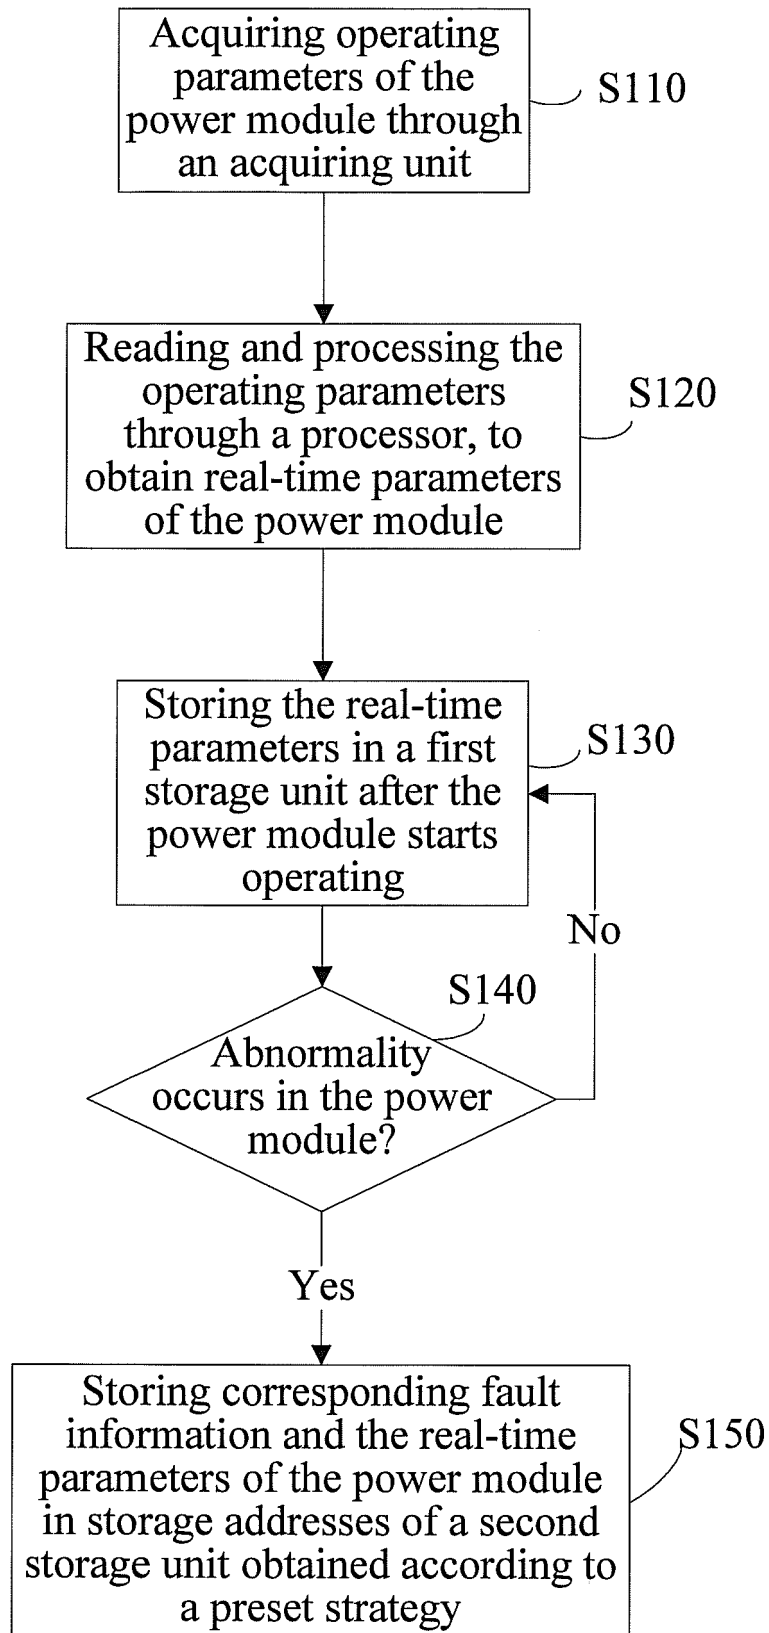 Acquiring operating
parameters of the
power module through
an acquiring unit
S110
Reading and processing the
operating parameters
through a processor, to
obtain real-time parameters
of the power module
S120
Storing the real-time
parameters in a first
storage unit after the
power module starts
operating
S130
No
S140
Abnormality
occurs in the power
module?
Yes
Storing corresponding fault
information and the real-time
parameters of the power module
in storage addresses of a second
storage unit obtained according to
a preset strategy
S150